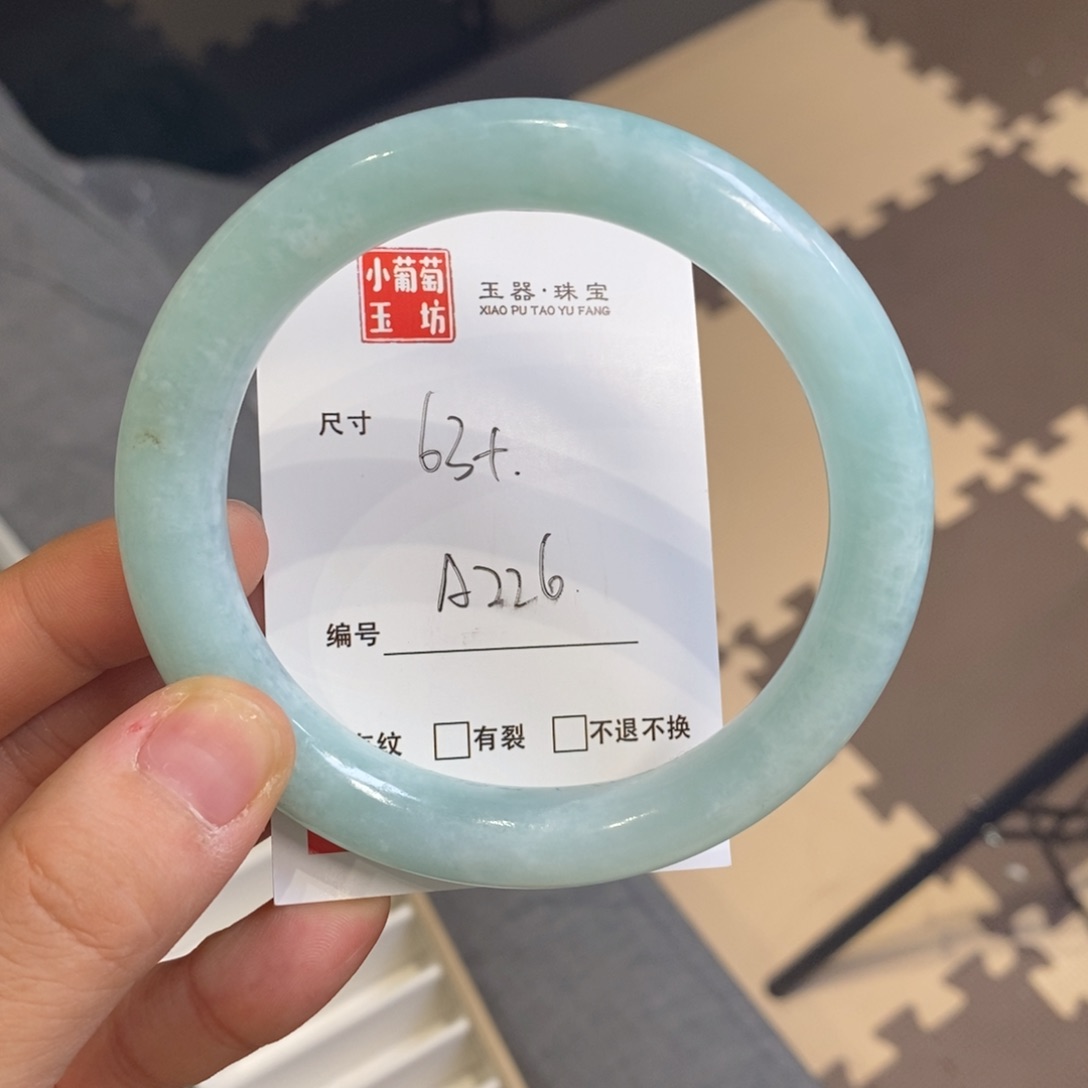 小葡萄
玉坊
玉器·珠宝
XIAO PU TAO YU FANG
尺寸 63+.
A226.
编号
纹 □有裂 □不退不换